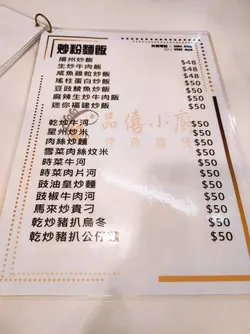 炒粉麵飯
揚州炒飯 $48
生炒牛肉飯 $48
咸魚雞粒炒飯 $50
瑤柱蛋白炒飯 $50
豆豉鯪魚炒飯 $50
麻辣生炒牛肉飯 $50
迷你福建炒飯 $50
品僖小廚
乾炒牛河 $50
星州炒米 $50
肉絲炒麵 $50
雪菜肉絲炆米 $50
時菜牛河 $50
時菜肉片河 $50
豉油皇炒麵 $50
豉椒牛肉河 $50
馬來炒貴刁 $50
乾炒豬扒烏冬 $50
乾炒豬扒公仔麵 $50